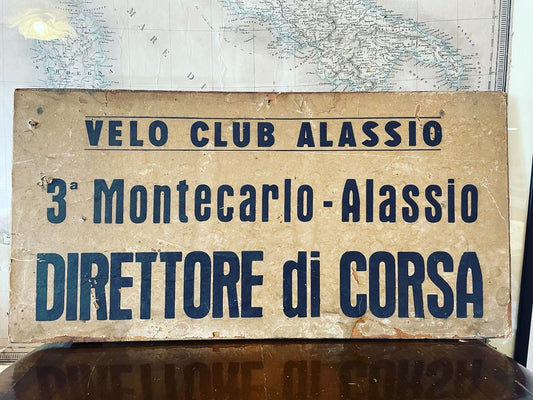 VELO CLUB ALASSIO
3ª Montecarlo - Alassio
DIRETTORE di CORSA